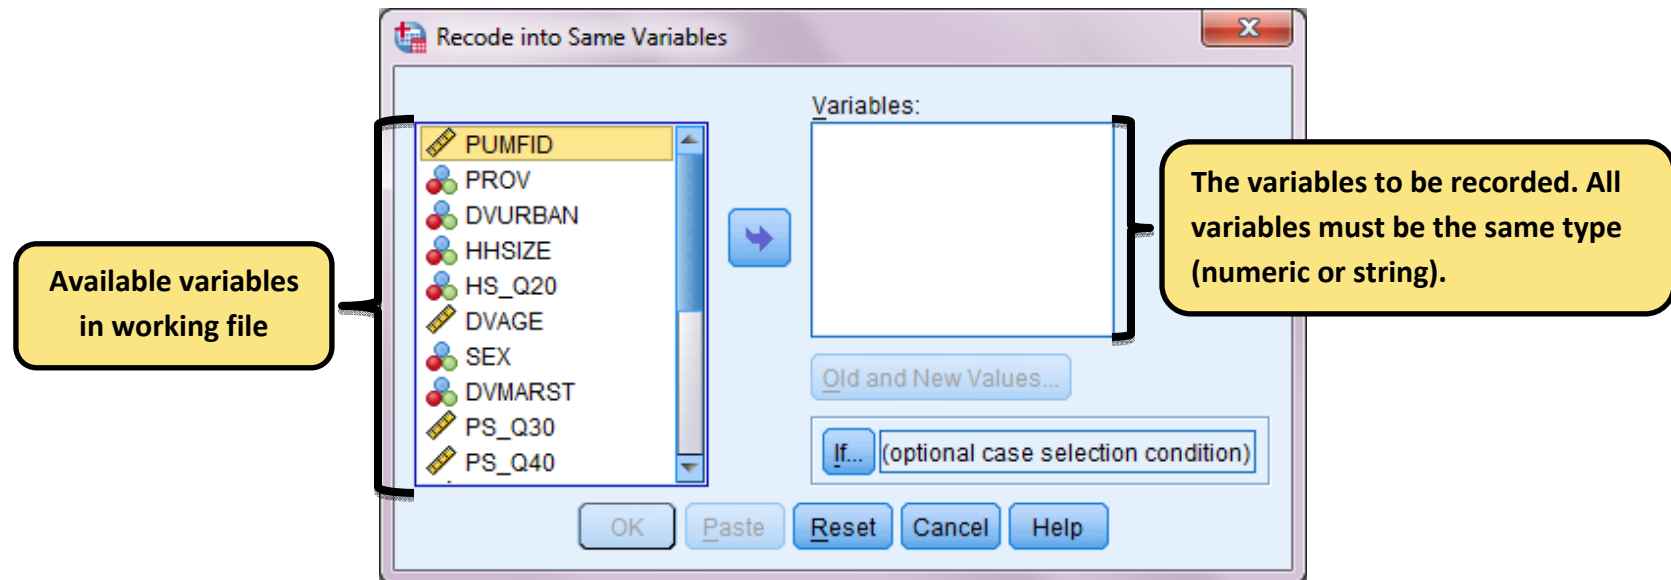 Recode into Same Variables
X
Variables:
PUMFID
PROV
DVURBAN
HHSIZE
HS_Q20
DVAGE
SEX
DVMARST
PS_Q30
PS_Q40
Available variables
in working file
The variables to be recorded. All
variables must be the same type
(numeric or string).
Old and New Values...
If... (optional case selection condition)
OK Paste Reset Cancel Help